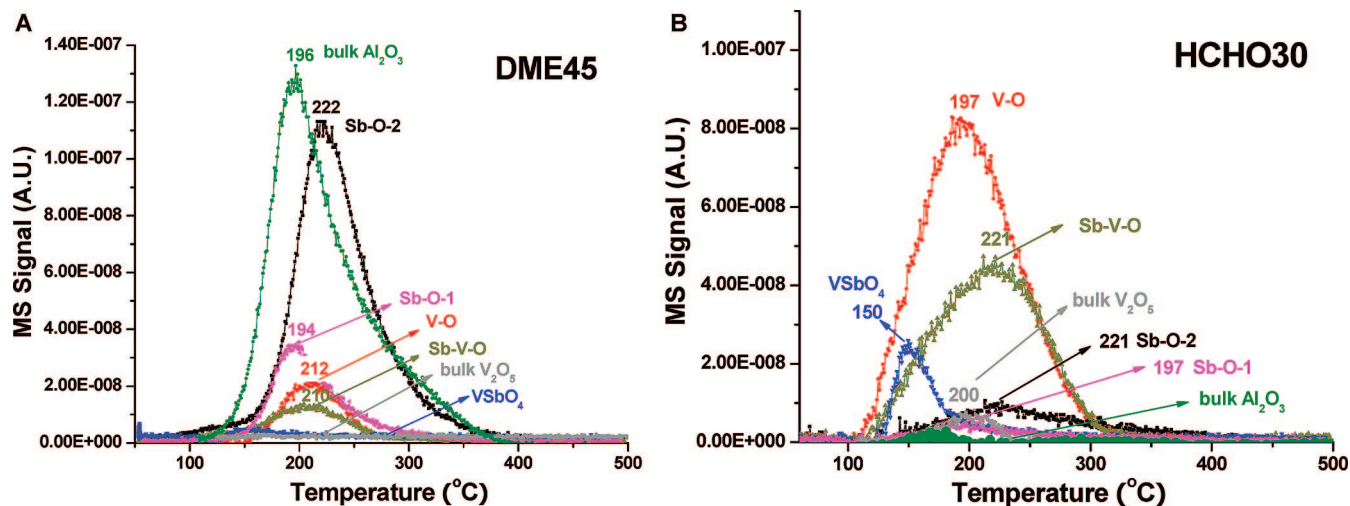 A
DME45
MS Signal (A.U.)
1.40E-007
1.20E-007
1.00E-007
8.00E-008
6.00E-008
4.00E-008
2.00E-008
0.00E+000
196 bulk Al₂O₃
222
Sb-O-2
Sb-O-1
194
V-O
212
Sb-V-O
210
bulk V₂O₅
VSbO₄
100
200
300
400
500
Temperature (°C)
B
HCHO30
MS Signal (A.U.)
1.00E-007
8.00E-008
6.00E-008
4.00E-008
2.00E-008
0.00E+000
197 V-O
Sb-V-O
221
VSbO₄
150
bulk V₂O₅
221 Sb-O-2
200
197 Sb-O-1
bulk Al₂O₃
100
200
300
400
500
Temperature (°C)